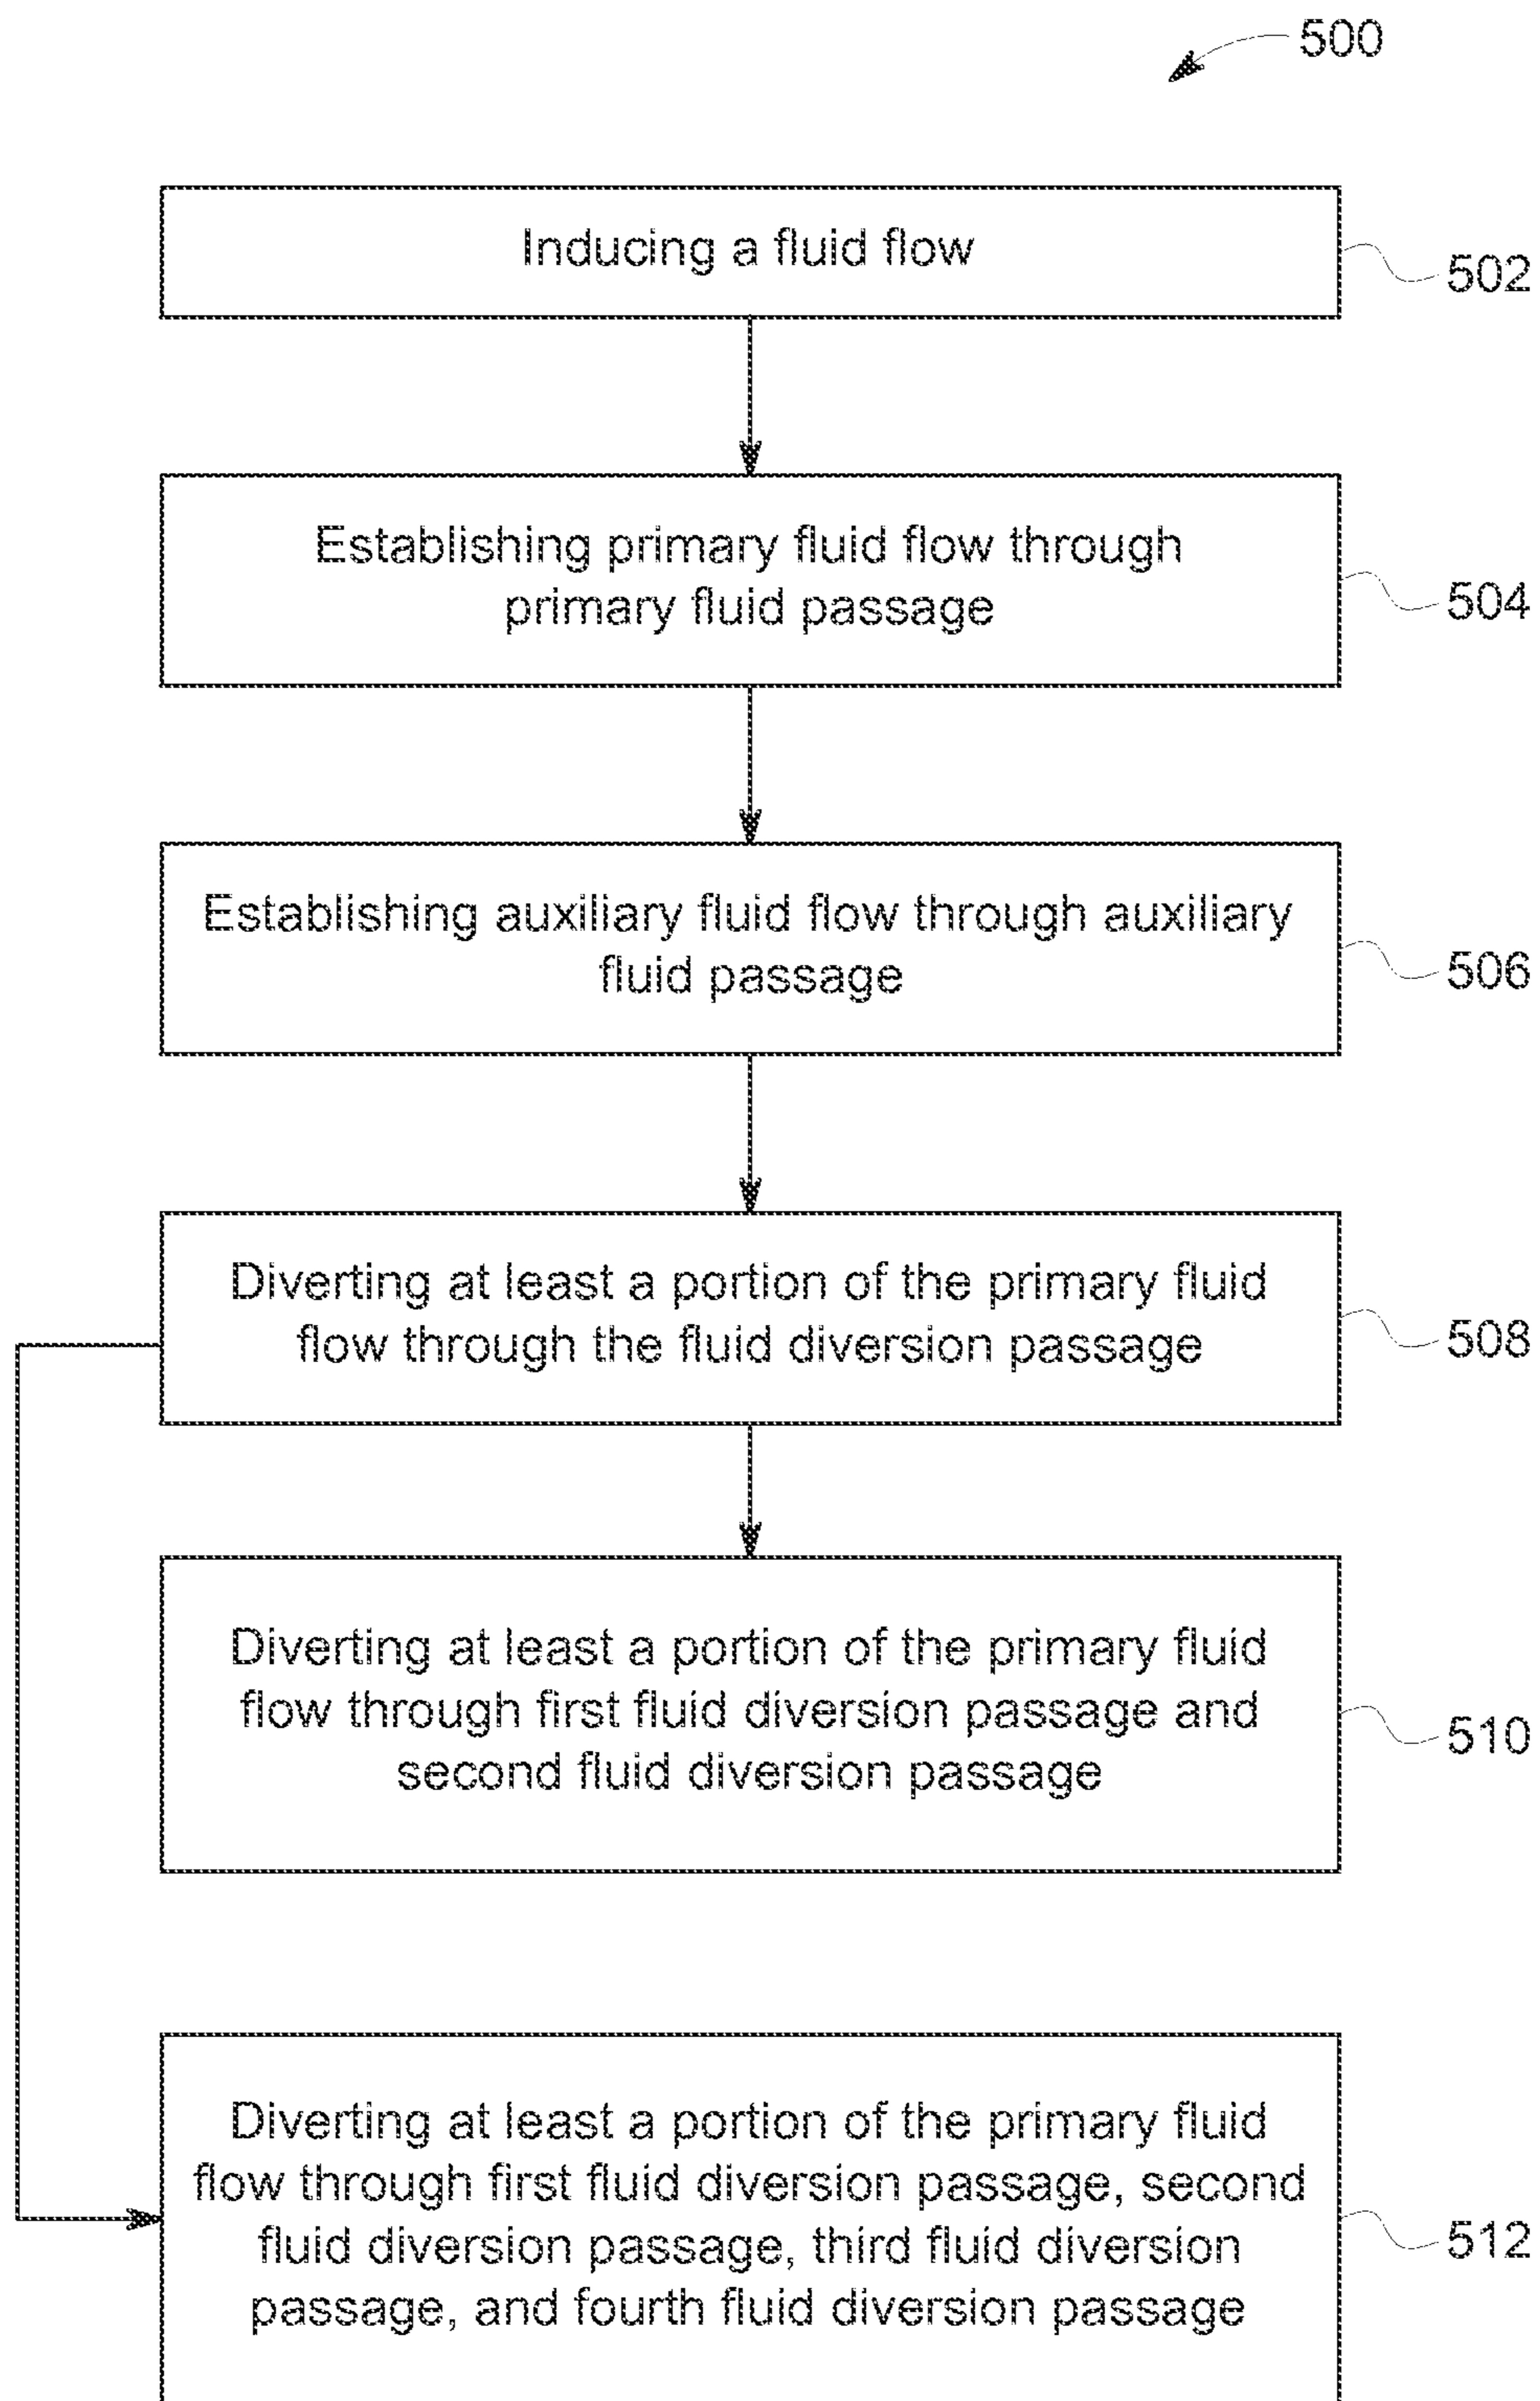 500
Inducing a fluid flow
502
Establishing primary fluid flow through
primary fluid passage
504
Establishing auxiliary fluid flow through auxiliary
fluid passage
506
Diverting at least a portion of the primary fluid
flow through the fluid diversion passage
508
Diverting at least a portion of the primary fluid
flow through first fluid diversion passage and
second fluid diversion passage
510
Diverting at least a portion of the primary fluid
flow through first fluid diversion passage, second
fluid diversion passage, third fluid diversion
passage, and fourth fluid diversion passage
512